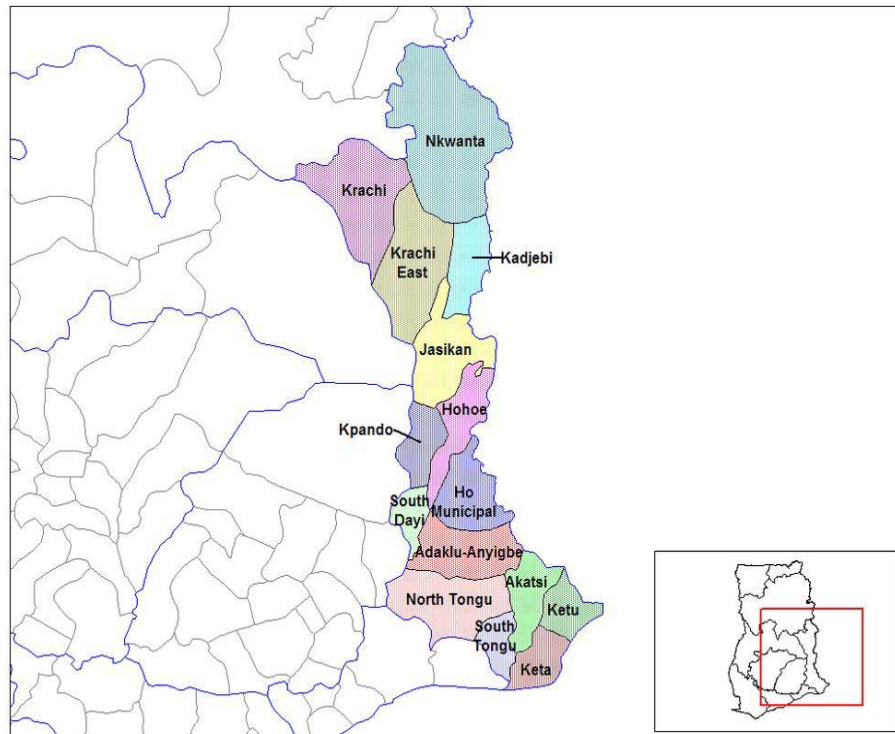 Nkwanta
Krachi
Krachi
East
Kadjebi
Jasikan
Hohoe
Kpando
Ho
Municipal
South
Dayi
Adaklu-Anyigbe
Akatsi
North Tongu
Ketu
South
Tongu
Keta